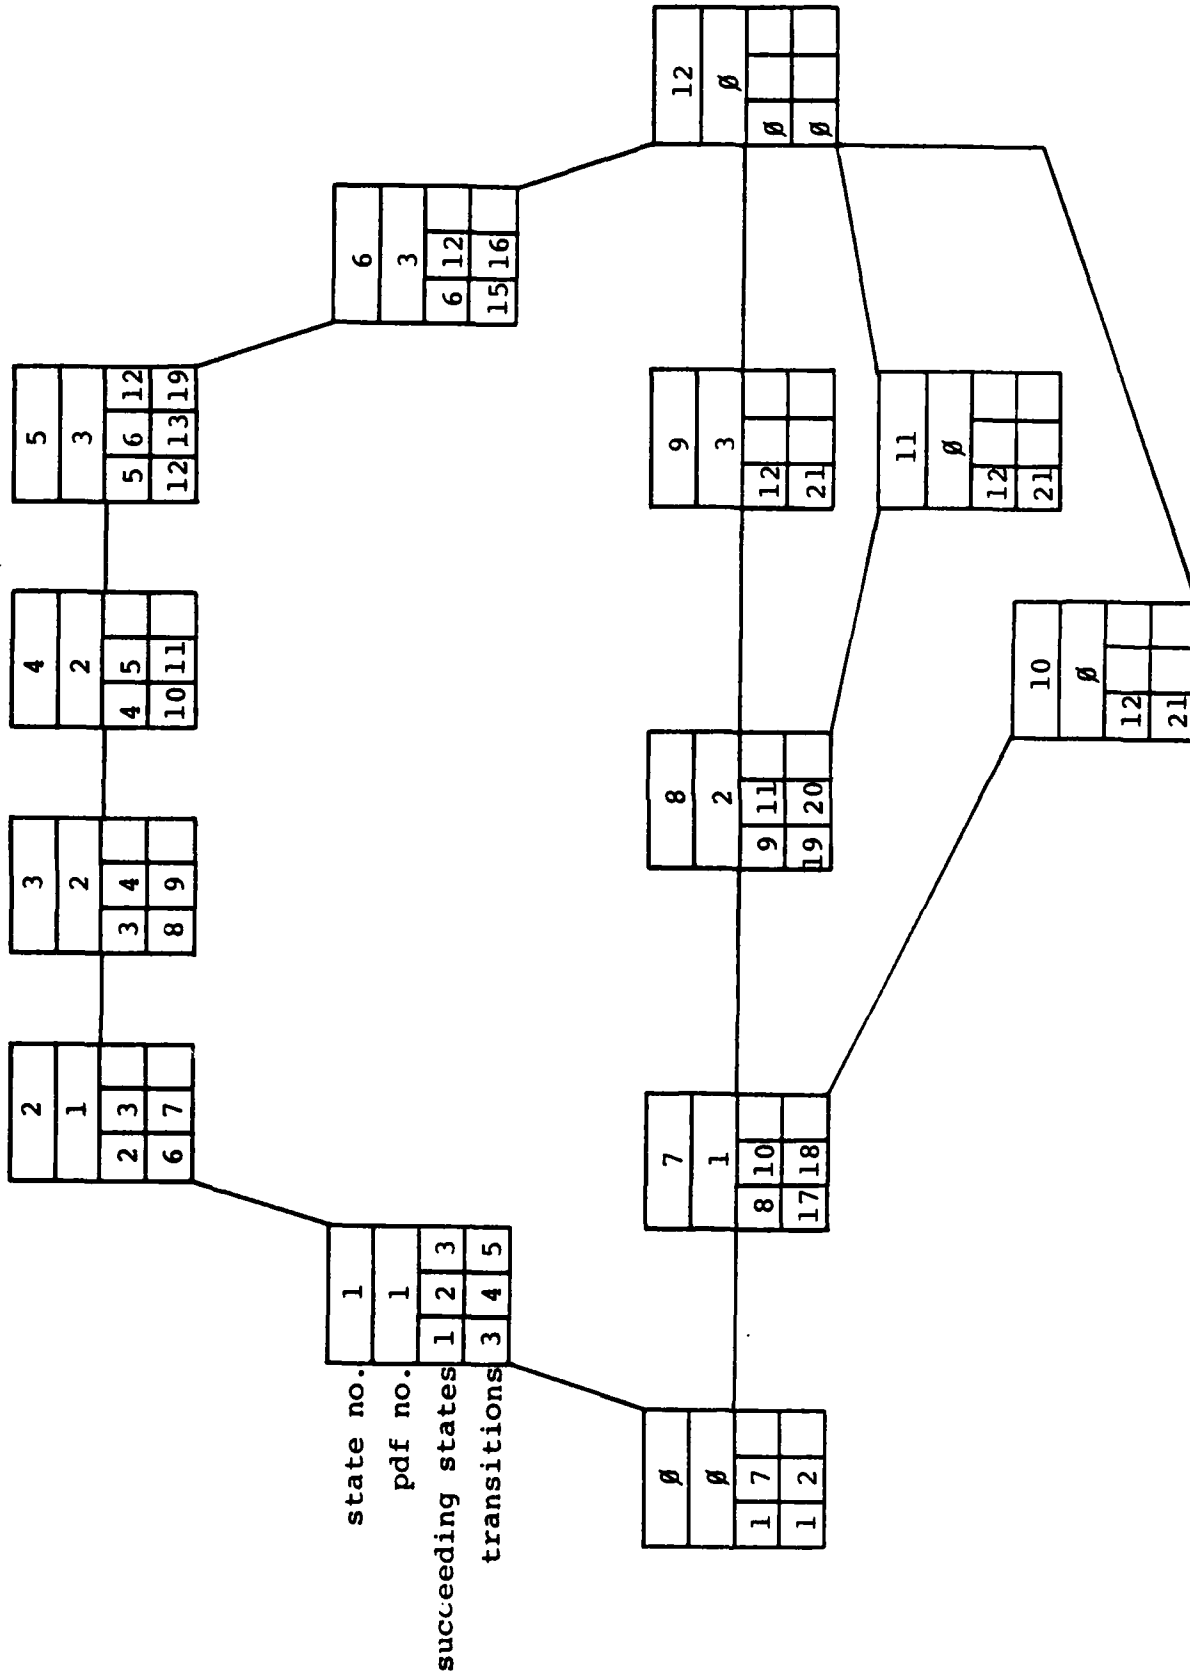 state no.
pdf no.
succeeding states
transitions
Ø
Ø
1 7
1 2
1
1
1 2 3
3 4 5
2
1
2 3
6 7
3
2
3 4
8 9
4
2
4 5
10 11
5
3
5 6 12
12 13 19
6
3
6 12
15 16
7
1
8 10
17 18
8
2
9 11
19 20
9
3
12
21
10
Ø
12
21
11
Ø
12
21
12
Ø
Ø
Ø